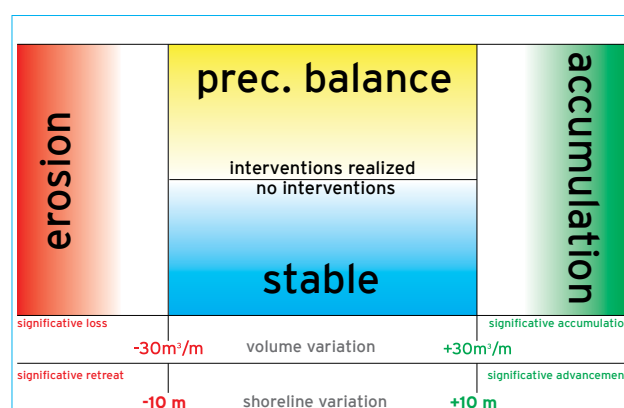 erosion
prec. balance
accumulation
interventions realized
no interventions
stable
significative loss
significative accumulatio
-30m³/m
volume variation
+30m³/m
significative retreat
significative advancemen
-10 m
shoreline variation
+10 m